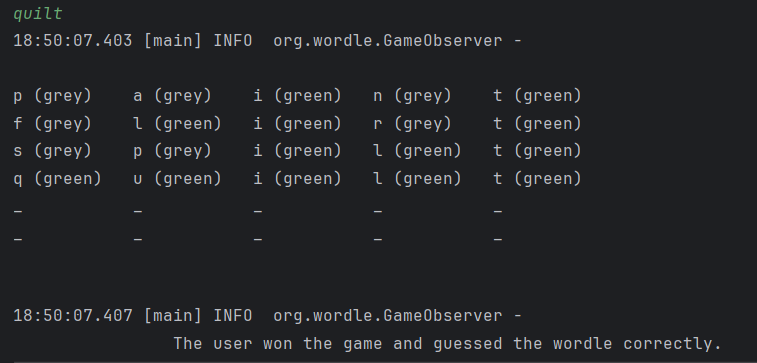 quilt
18:50:07.403 [main] INFO  org.wordle.GameObserver -
p (grey)    a (grey)    i (green)   n (grey)    t (green)
f (grey)    l (green)   i (green)   r (grey)    t (green)
s (grey)    p (grey)    i (green)   l (green)   t (green)
q (green)   u (green)   i (green)   l (green)   t (green)
_           _           _           _           _
_           _           _           _           _
18:50:07.407 [main] INFO  org.wordle.GameObserver -
The user won the game and guessed the wordle correctly.